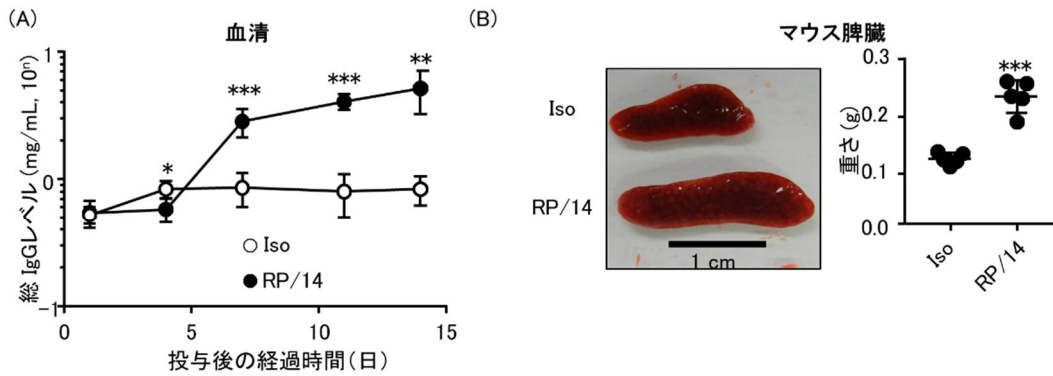 (A)
血清
総 IgGレベル (mg/mL, 10ⁿ)
1
0
-1
*
***
***
**
Iso
RP/14
0
5
10
15
投与後の経過時間(日)
(B)
マウス脾臓
Iso
RP/14
1 cm
重さ (g)
0.3
0.2
0.1
0.0
***
Iso
RP/14